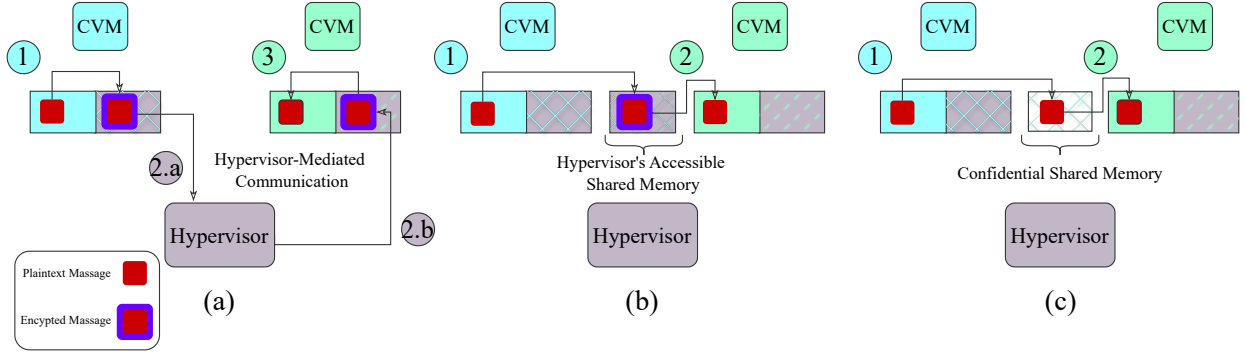 CVM
CVM
1
3
2.a
Hypervisor-Mediated
Communication
Hypervisor
2.b
Plaintext Massage
Encypted Massage
(a)
CVM
CVM
1
2
Hypervisor's Accessible
Shared Memory
Hypervisor
(b)
CVM
CVM
1
2
Confidential Shared Memory
Hypervisor
(c)